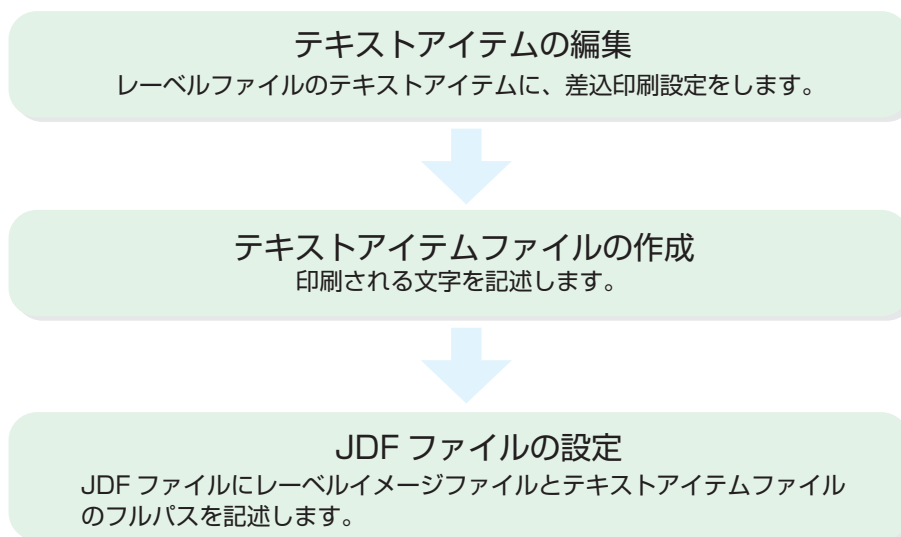 テキストアイテムの編集
レーベルファイルのテキストアイテムに、差込印刷設定をします。
テキストアイテムファイルの作成
印刷される文字を記述します。
JDF ファイルの設定
JDF ファイルにレーベルイメージファイルとテキストアイテムファイル
のフルパスを記述します。